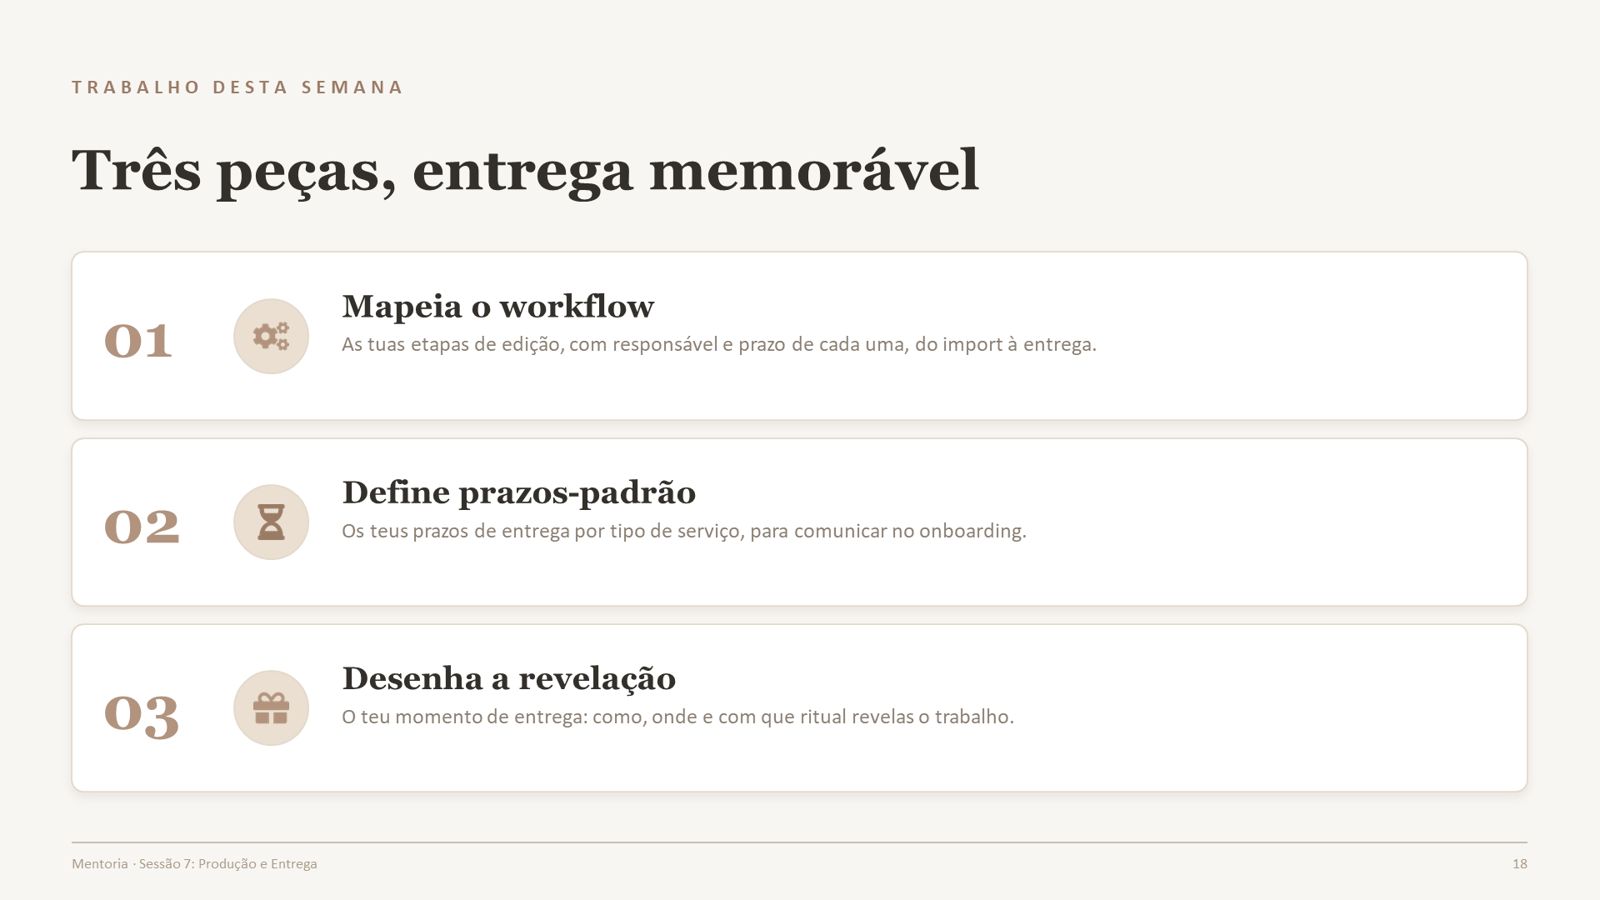 TRABALHO DESTA SEMANA
Três peças, entrega memorável
01
Mapeia o workflow
As tuas etapas de edição, com responsável e prazo de cada uma, do import à entrega.
02
Define prazos-padrão
Os teus prazos de entrega por tipo de serviço, para comunicar no onboarding.
03
Desenha a revelação
O teu momento de entrega: como, onde e com que ritual revelas o trabalho.
Mentoria · Sessão 7: Produção e Entrega
18